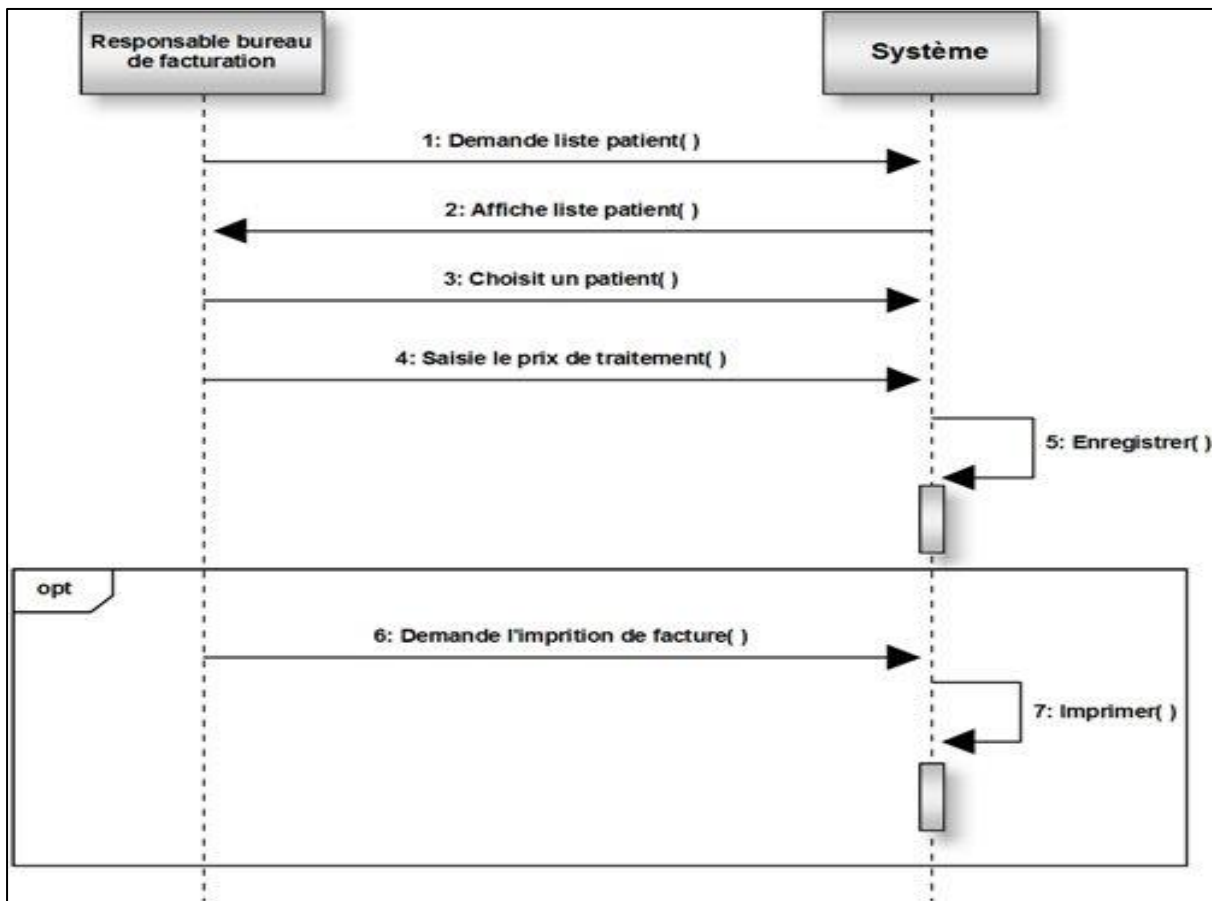 Responsable bureau
de facturation
Système
1: Demande liste patient( )
2: Affiche liste patient( )
3: Choisit un patient( )
4: Saisie le prix de traitement( )
5: Enregistrer( )
opt
6: Demande l'imprition de facture( )
7: Imprimer( )